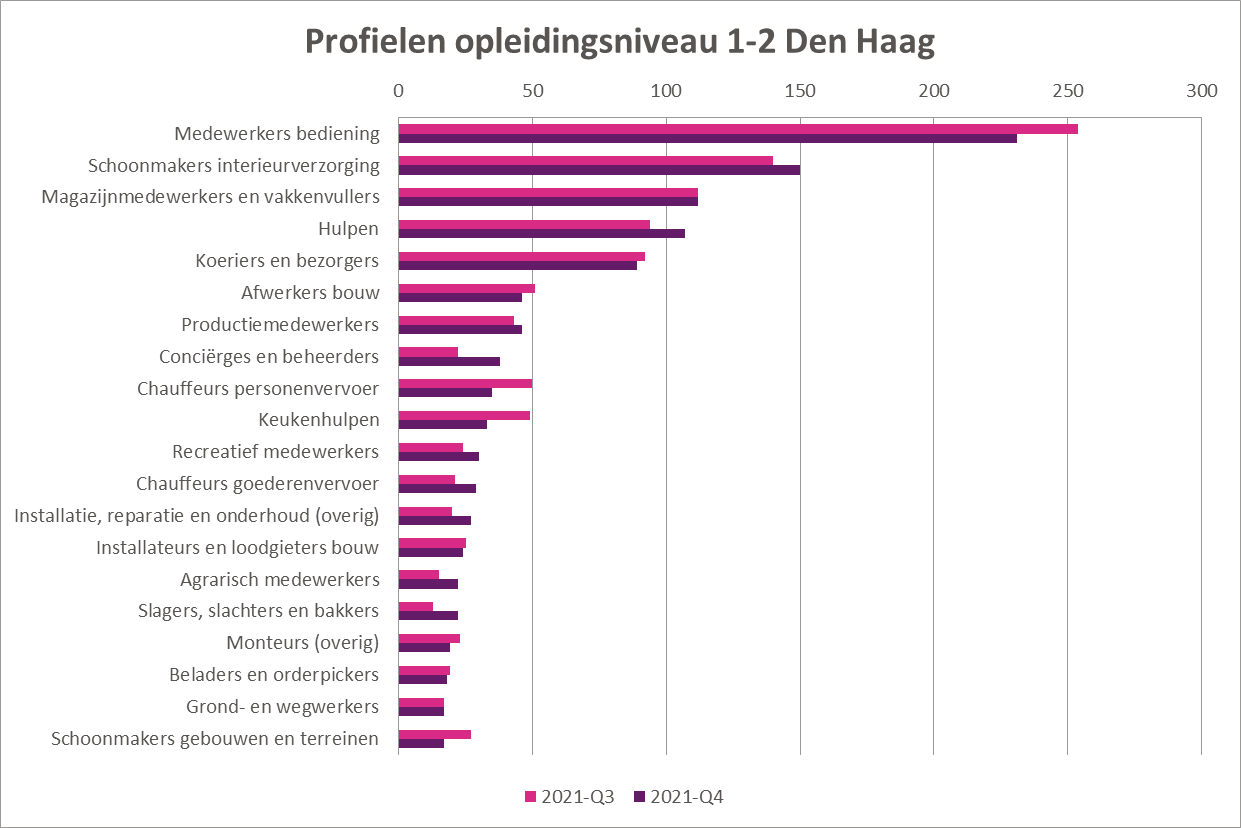 Profielen opleidingsniveau 1-2 Den Haag
0 50 100 150 200 250 300
Medewerkers bediening
Schoonmakers interieurverzorging
Magazijnmedewerkers en vakkenvullers
Hulpen
Koeriers en bezorgers
Afwerkers bouw
Productiemedewerkers
Conciërges en beheerders
Chauffeurs personenvervoer
Keukenhulpen
Recreatief medewerkers
Chauffeurs goederenvervoer
Installatie, reparatie en onderhoud (overig)
Installateurs en loodgieters bouw
Agrarisch medewerkers
Slagers, slachters en bakkers
Monteurs (overig)
Beladers en orderpickers
Grond- en wegwerkers
Schoonmakers gebouwen en terreinen
2021-Q3 2021-Q4